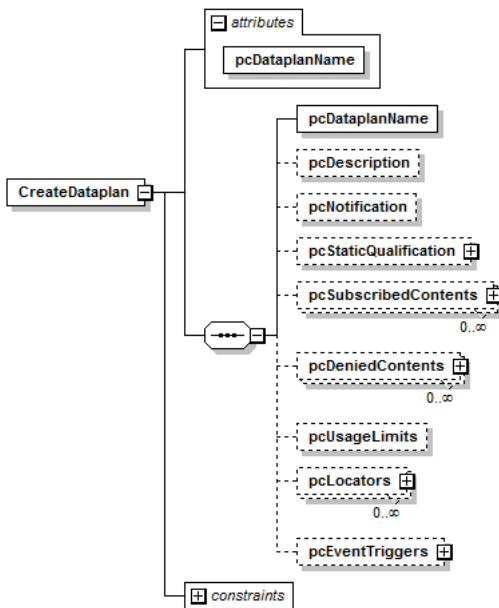 attributes
pcDataplanName
pcDataplanName
pcDescription
pcNotification
CreateDataplan
pcStaticQualification
pcSubscribedContents
0..∞
pcDeniedContents
0..∞
pcUsageLimits
pcLocators
0..∞
pcEventTriggers
constraints